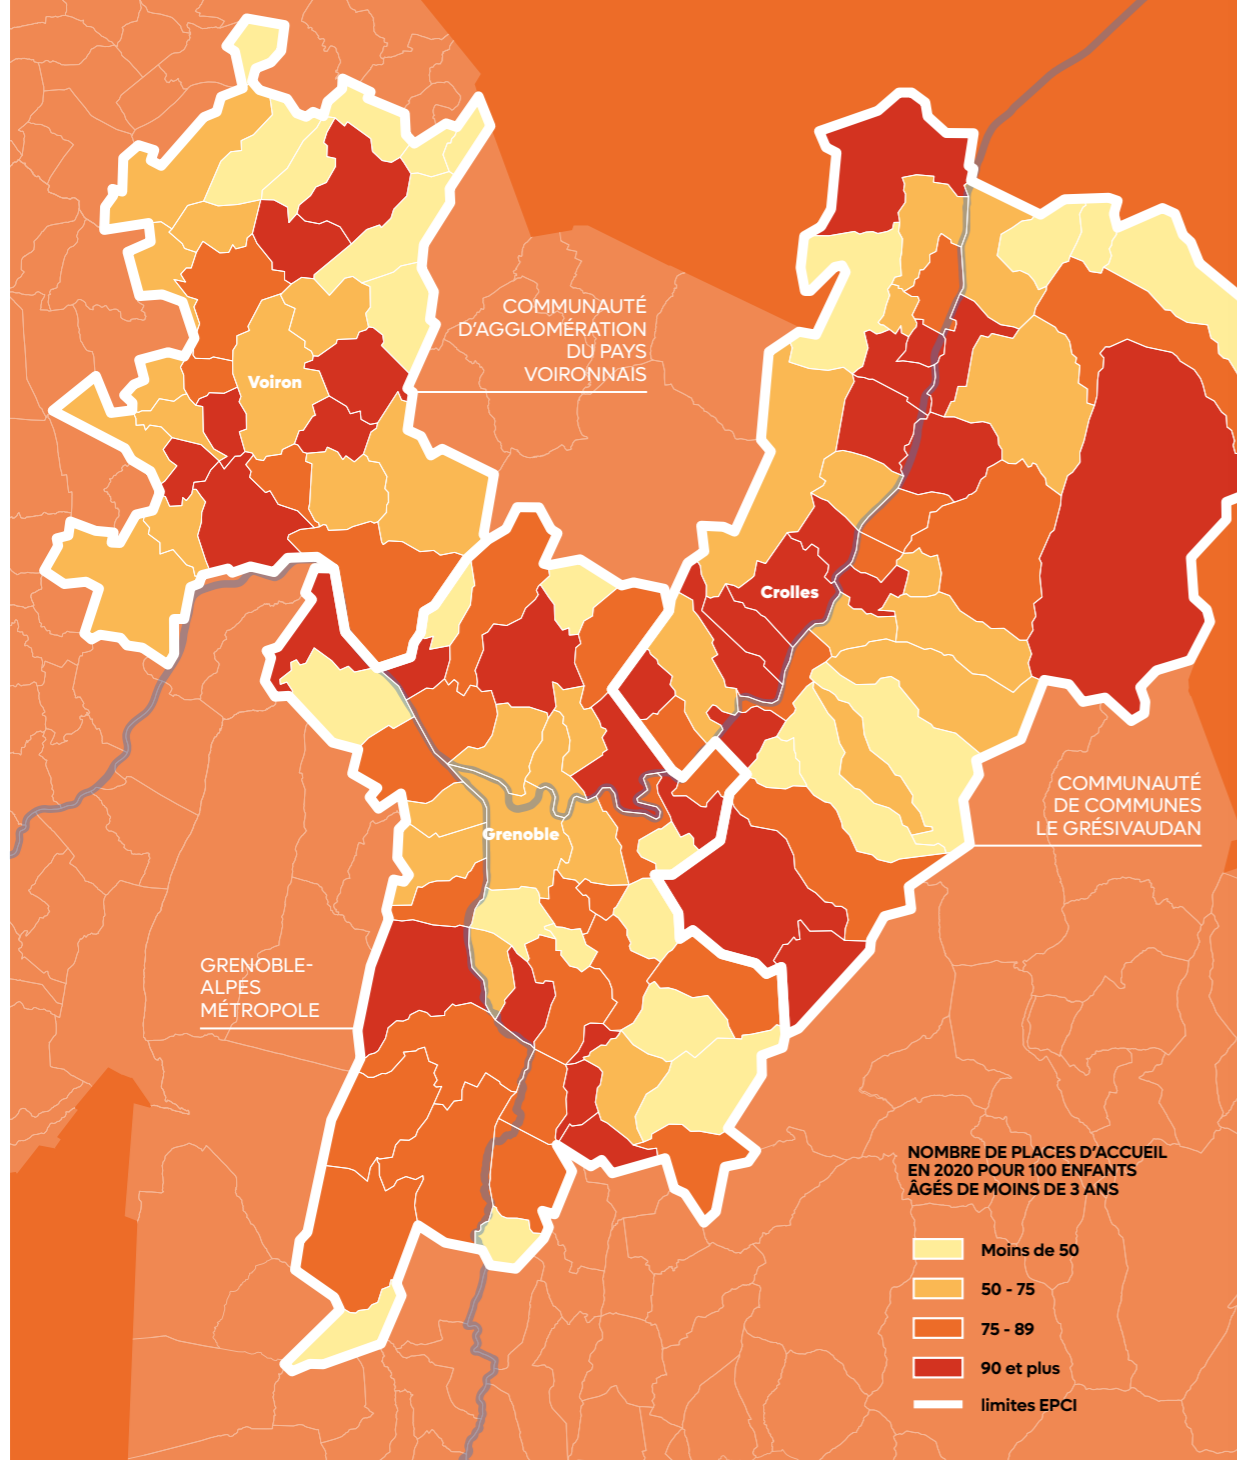 COMMUNAUTÉ
D'AGGLOMÉRATION
DU PAYS
VOIRONNAIS
Voiron
Crolles
COMMUNAUTÉ
DE COMMUNES
LE GRÉSIVAUDAN
Grenoble
GRENOBLE-
ALPES
MÉTROPOLE
NOMBRE DE PLACES D'ACCUEIL
EN 2020 POUR 100 ENFANTS
ÂGÉS DE MOINS DE 3 ANS
Moins de 50
50 - 75
75 - 89
90 et plus
limites EPCI